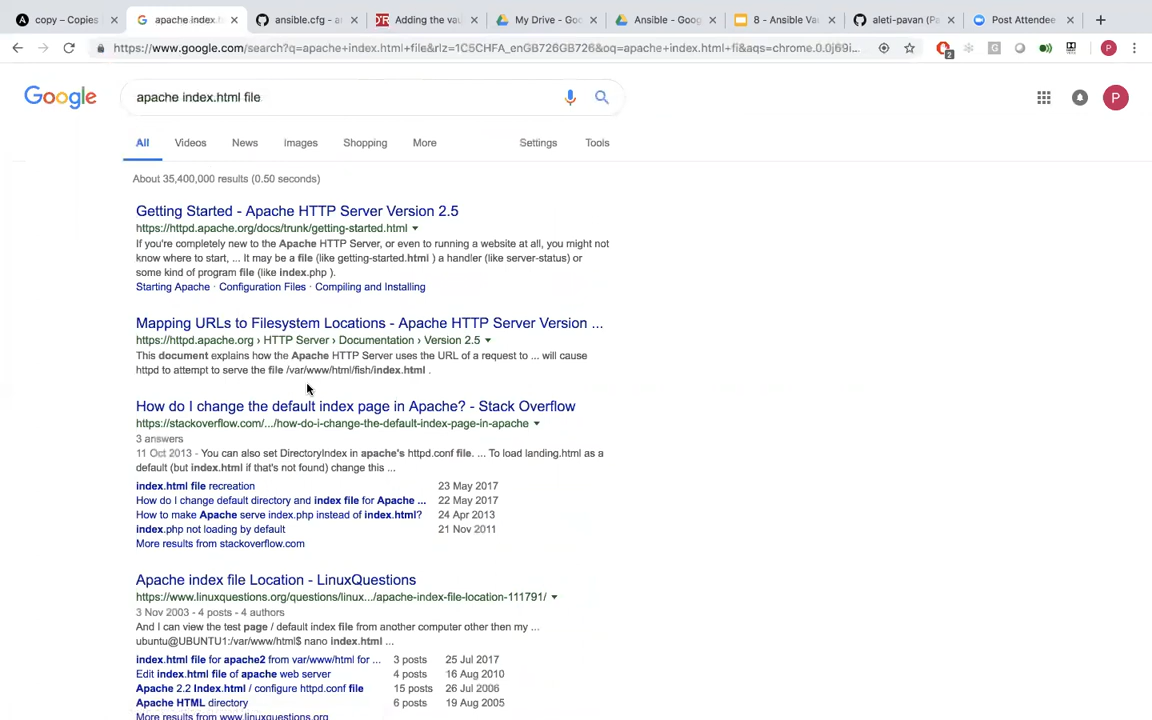 copy – Copies
apache index.h
ansible.cfg - a
Adding the vau
My Drive - Goo
Ansible - Goog
8 - Ansible Va
aleti-pavan (Pa
Post Attendee
https://www.google.com/search?q=apache+index.html+file&rlz=1C5CHFA_enGB726GB726&oq=apache+index.html+fi&aqs=chrome.0.0j69i...
2
P
Google
apache index.html file
P
All Videos News Images Shopping More Settings Tools
About 35,400,000 results (0.50 seconds)
Getting Started - Apache HTTP Server Version 2.5
https://httpd.apache.org/docs/trunk/getting-started.html
If you're completely new to the Apache HTTP Server, or even to running a website at all, you might not
know where to start, ... It may be a file (like getting-started.html ) a handler (like server-status) or
some kind of program file (like index.php ).
Starting Apache · Configuration Files · Compiling and Installing
Mapping URLs to Filesystem Locations - Apache HTTP Server Version ...
https://httpd.apache.org › HTTP Server › Documentation › Version 2.5
This document explains how the Apache HTTP Server uses the URL of a request to ... will cause
httpd to attempt to serve the file /var/www/html/fish/index.html .
How do I change the default index page in Apache? - Stack Overflow
https://stackoverflow.com/.../how-do-i-change-the-default-index-page-in-apache
3 answers
11 Oct 2013 - You can also set DirectoryIndex in apache's httpd.conf file. ... To load landing.html as a
default (but index.html if that's not found) change this ...
index.html file recreation 23 May 2017
How do I change default directory and index file for Apache ... 22 May 2017
How to make Apache serve index.php instead of index.html? 24 Apr 2013
index.php not loading by default 21 Nov 2011
More results from stackoverflow.com
Apache index file Location - LinuxQuestions
https://www.linuxquestions.org/questions/linux.../apache-index-file-location-111791/
3 Nov 2003 - 4 posts - 4 authors
And I can view the test page / default index file from another computer other then my ...
ubuntu@UBUNTU1:/var/www/html$ nano index.html ...
index.html file for apache2 from var/www/html for ... 3 posts 25 Jul 2017
Edit index.html file of apache web server 4 posts 16 Aug 2010
Apache 2.2 Index.html / configure httpd.conf file 15 posts 26 Jul 2006
Apache HTML directory 6 posts 19 Aug 2005
More results from www.linuxquestions.org